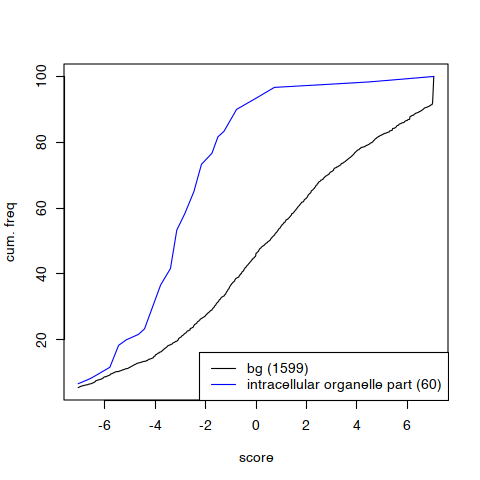 cum. freq
100
80
60
40
20
bg (1599)
intracellular organelle part (60)
-6 -4 -2 0 2 4 6
score